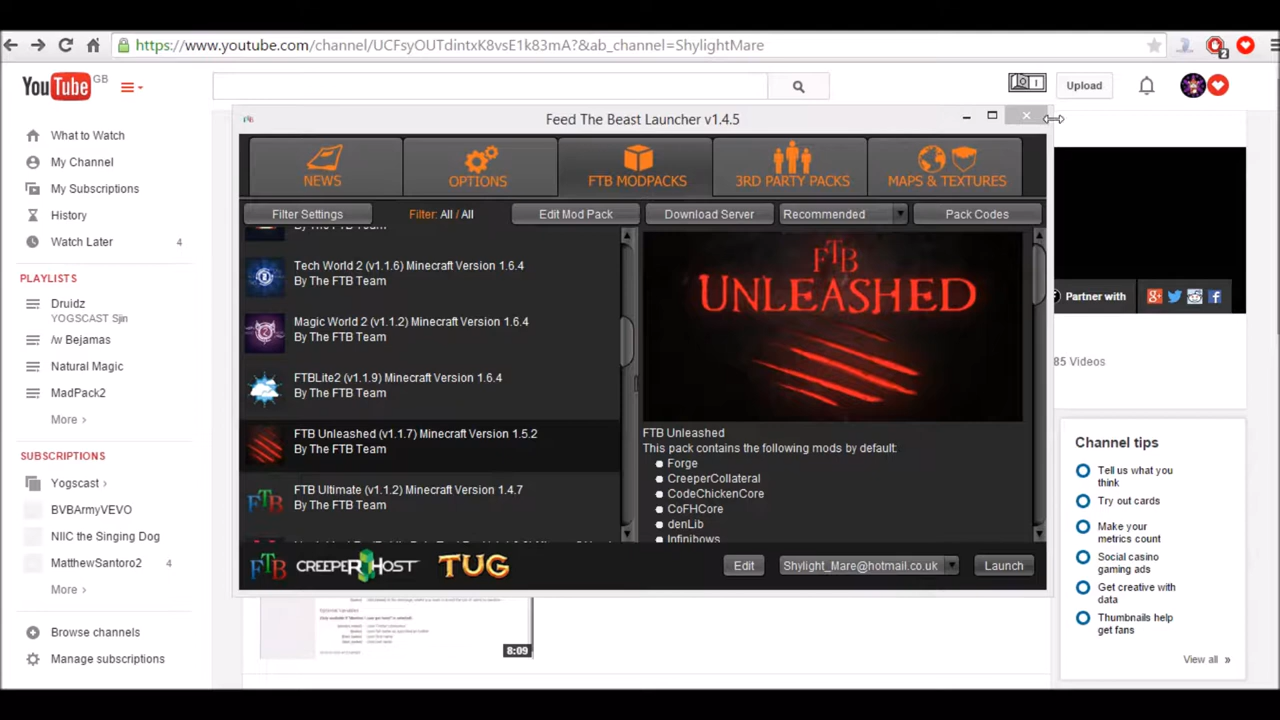 https://www.youtube.com/channel/UCFsyOUTdintxK8vsE1k83mA?&ab_channel=ShylightMare
2
YouTube GB
Upload
Feed The Beast Launcher v1.4.5
NEWS
OPTIONS
FTB MODPACKS
3RD PARTY PACKS
MAPS & TEXTURES
Filter Settings
Filter: All / All
Edit Mod Pack
Download Server
Recommended
Pack Codes
By The FTB Team
Tech World 2 (v1.1.6) Minecraft Version 1.6.4
By The FTB Team
Magic World 2 (v1.1.2) Minecraft Version 1.6.4
By The FTB Team
FTBLite2 (v1.1.9) Minecraft Version 1.6.4
By The FTB Team
FTB Unleashed (v1.1.7) Minecraft Version 1.5.2
By The FTB Team
FTB Ultimate (v1.1.2) Minecraft Version 1.4.7
By The FTB Team
FTB
UNLEASHED
FTB Unleashed
This pack contains the following mods by default:
Forge
CreeperCollateral
CodeChickenCore
CoFHCore
denLib
Infinibows
FTB
CREEPERHOST
TUG
Edit
Shylight_Mare@hotmail.co.uk
Launch
What to Watch
My Channel
My Subscriptions
History
Watch Later 4
PLAYLISTS
Druidz
YOGSCAST Sjin
/w Bejamas
Natural Magic
MadPack2
More ›
SUBSCRIPTIONS
Yogscast ›
BVBArmyVEVO
NIIC the Singing Dog
MatthewSantoro2 4
More ›
Browse channels
Manage subscriptions
8:09
Partner with
85 Videos
Channel tips
Tell us what you
think
Try out cards
Make your
metrics count
Social casino
gaming ads
Get creative with
data
Thumbnails help
get fans
View all »